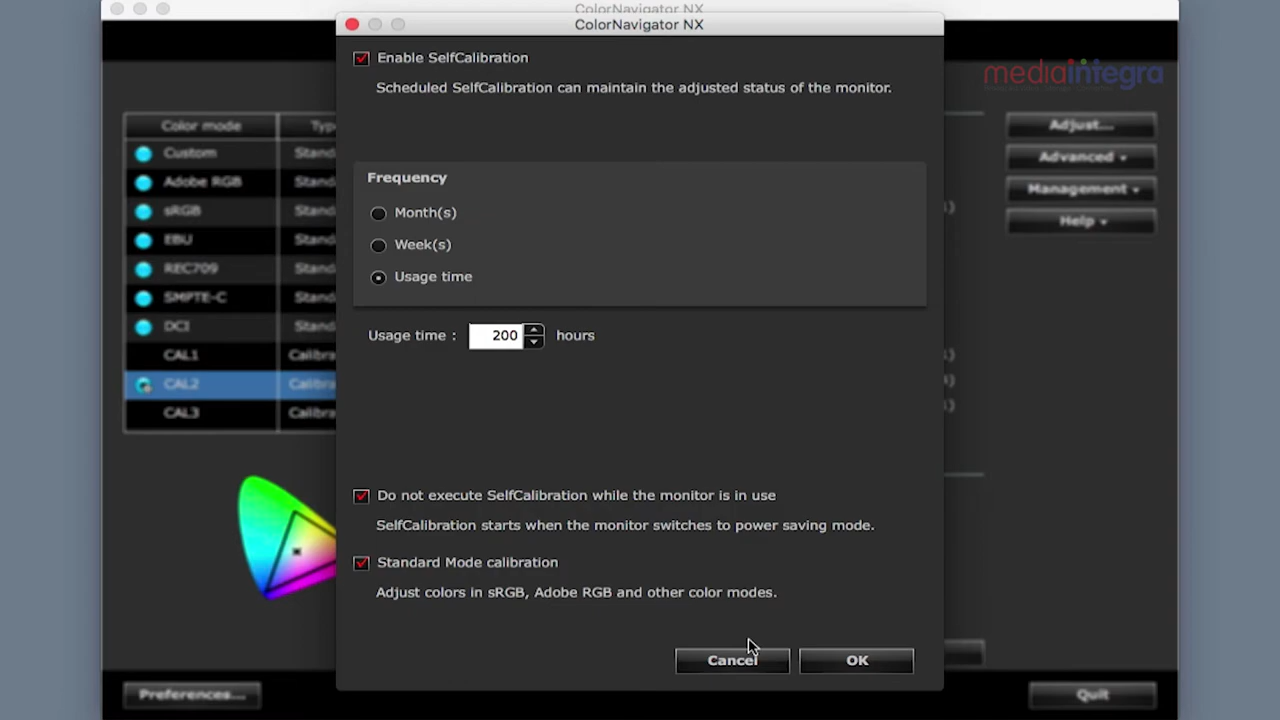 ColorNavigator NX
ColorNavigator NX
Enable SelfCalibration
Scheduled SelfCalibration can maintain the adjusted status of the monitor.
mediaintegra
Color mode
Custom
Adobe RGB
sRGB
EBU
REC709
SMPTE-C
DCI
CAL1
CAL2
CAL3
Frequency
Month(s)
Week(s)
Usage time
Usage time : 200 hours
Adjust...
Advanced
Management
Help
Do not execute SelfCalibration while the monitor is in use
SelfCalibration starts when the monitor switches to power saving mode.
Standard Mode calibration
Adjust colors in sRGB, Adobe RGB and other color modes.
Cancel
OK
Preferences...
Quit